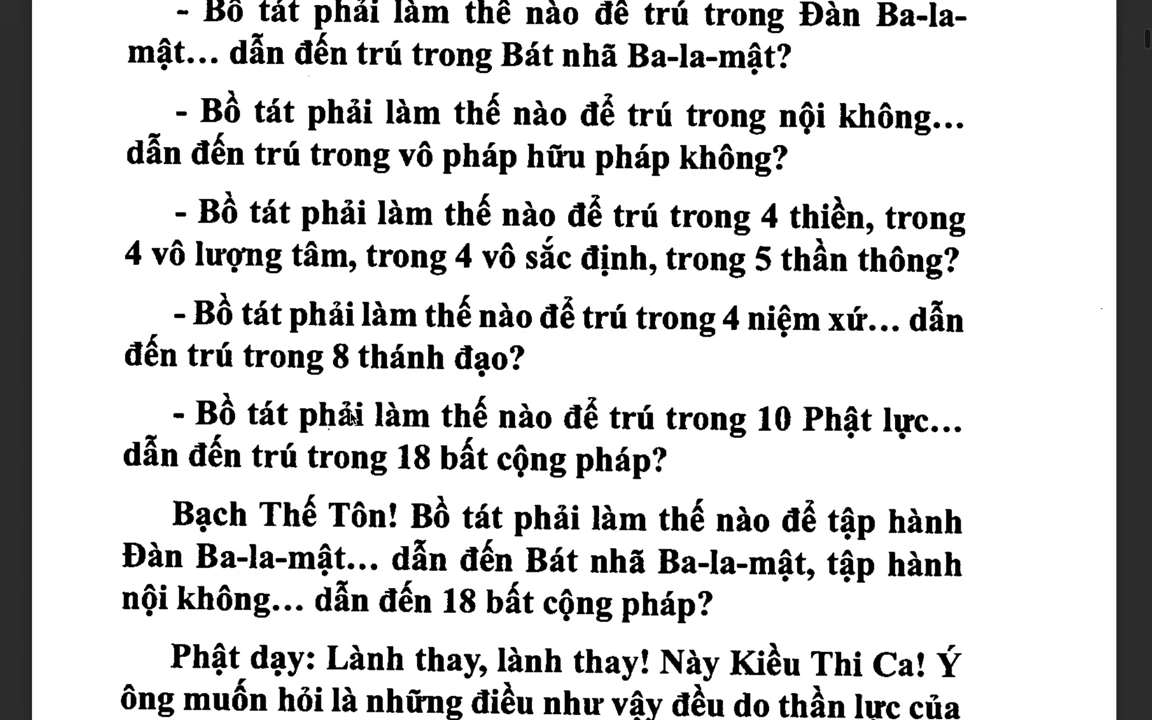 - Bồ tát phải làm thế nào để trú trong Đàn Ba-la-
mật... dẫn đến trú trong Bát nhã Ba-la-mật?
- Bồ tát phải làm thế nào để trú trong nội không...
dẫn đến trú trong vô pháp hữu pháp không?
- Bồ tát phải làm thế nào để trú trong 4 thiền, trong
4 vô lượng tâm, trong 4 vô sắc định, trong 5 thần thông?
- Bồ tát phải làm thế nào để trú trong 4 niệm xứ... dẫn
đến trú trong 8 thánh đạo?
- Bồ tát phải làm thế nào để trú trong 10 Phật lực...
dẫn đến trú trong 18 bất cộng pháp?
Bạch Thế Tôn! Bồ tát phải làm thế nào để tập hành
Đàn Ba-la-mật... dẫn đến Bát nhã Ba-la-mật, tập hành
nội không... dẫn đến 18 bất cộng pháp?
Phật dạy: Lành thay, lành thay! Này Kiều Thi Ca! Ý
ông muốn hỏi là những điều như vậy đều do thần lực của